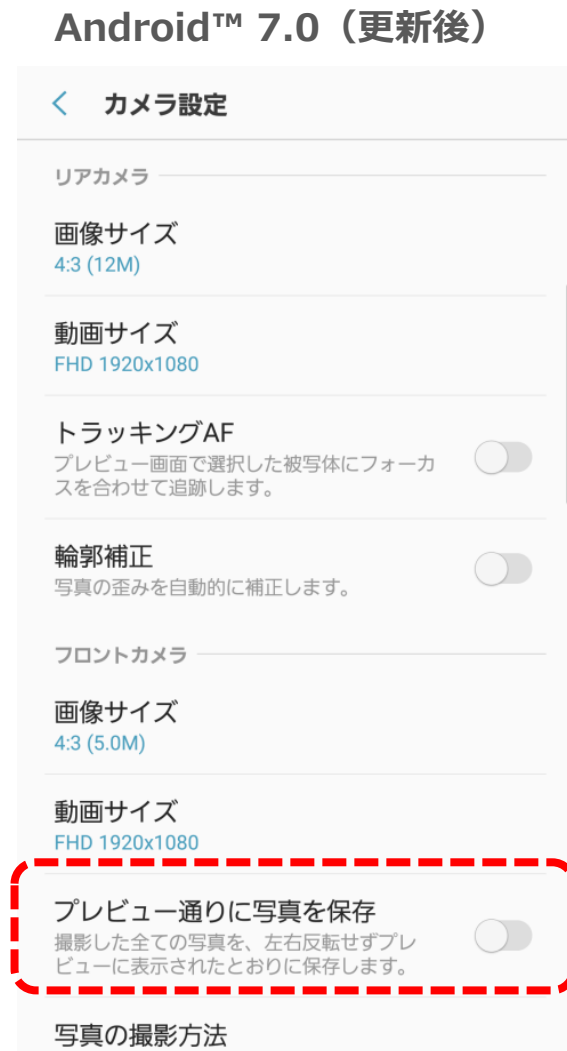 Android™ 7.0（更新後）
カメラ設定
リアカメラ
画像サイズ
4:3 (12M)
動画サイズ
FHD 1920x1080
トラッキングAF
プレビュー画面で選択した被写体にフォーカ
スを合わせて追跡します。
輪郭補正
写真の歪みを自動的に補正します。
フロントカメラ
画像サイズ
4:3 (5.0M)
動画サイズ
FHD 1920x1080
プレビュー通りに写真を保存
撮影した全ての写真を、左右反転せずプレ
ビューに表示されたとおりに保存します。
写真の撮影方法